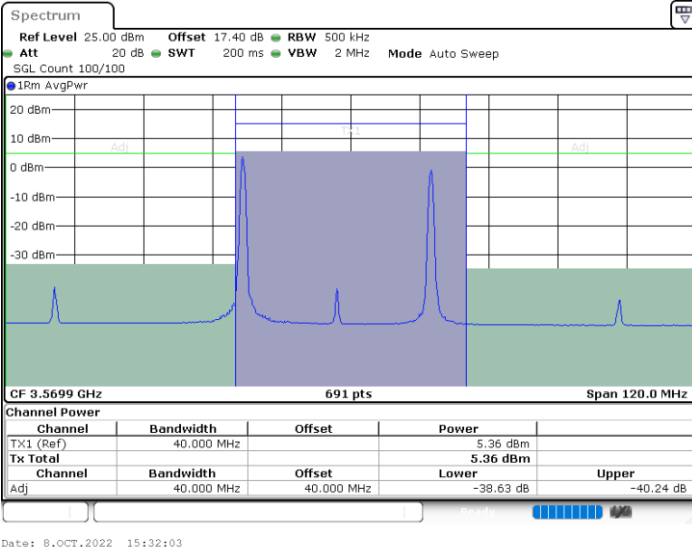 Spectrum
Ref Level 25.00 dBm Offset 17.40 dB RBW 500 kHz
Att 20 dB SWT 200 ms VBW 2 MHz Mode Auto Sweep
SGL Count 100/100
1Rm AvgPwr
20 dBm
TX1
10 dBm
Adj Adj
0 dBm
-10 dBm
-20 dBm
-30 dBm
CF 3.5699 GHz 691 pts Span 120.0 MHz
Channel Power
Channel Bandwidth Offset Power
TX1 (Ref) 40.000 MHz 5.36 dBm
Tx Total 5.36 dBm
Channel Bandwidth Offset Lower Upper
Adj 40.000 MHz 40.000 MHz -38.63 dB -40.24 dB
Ready
Date: 8.OCT.2022 15:32:03